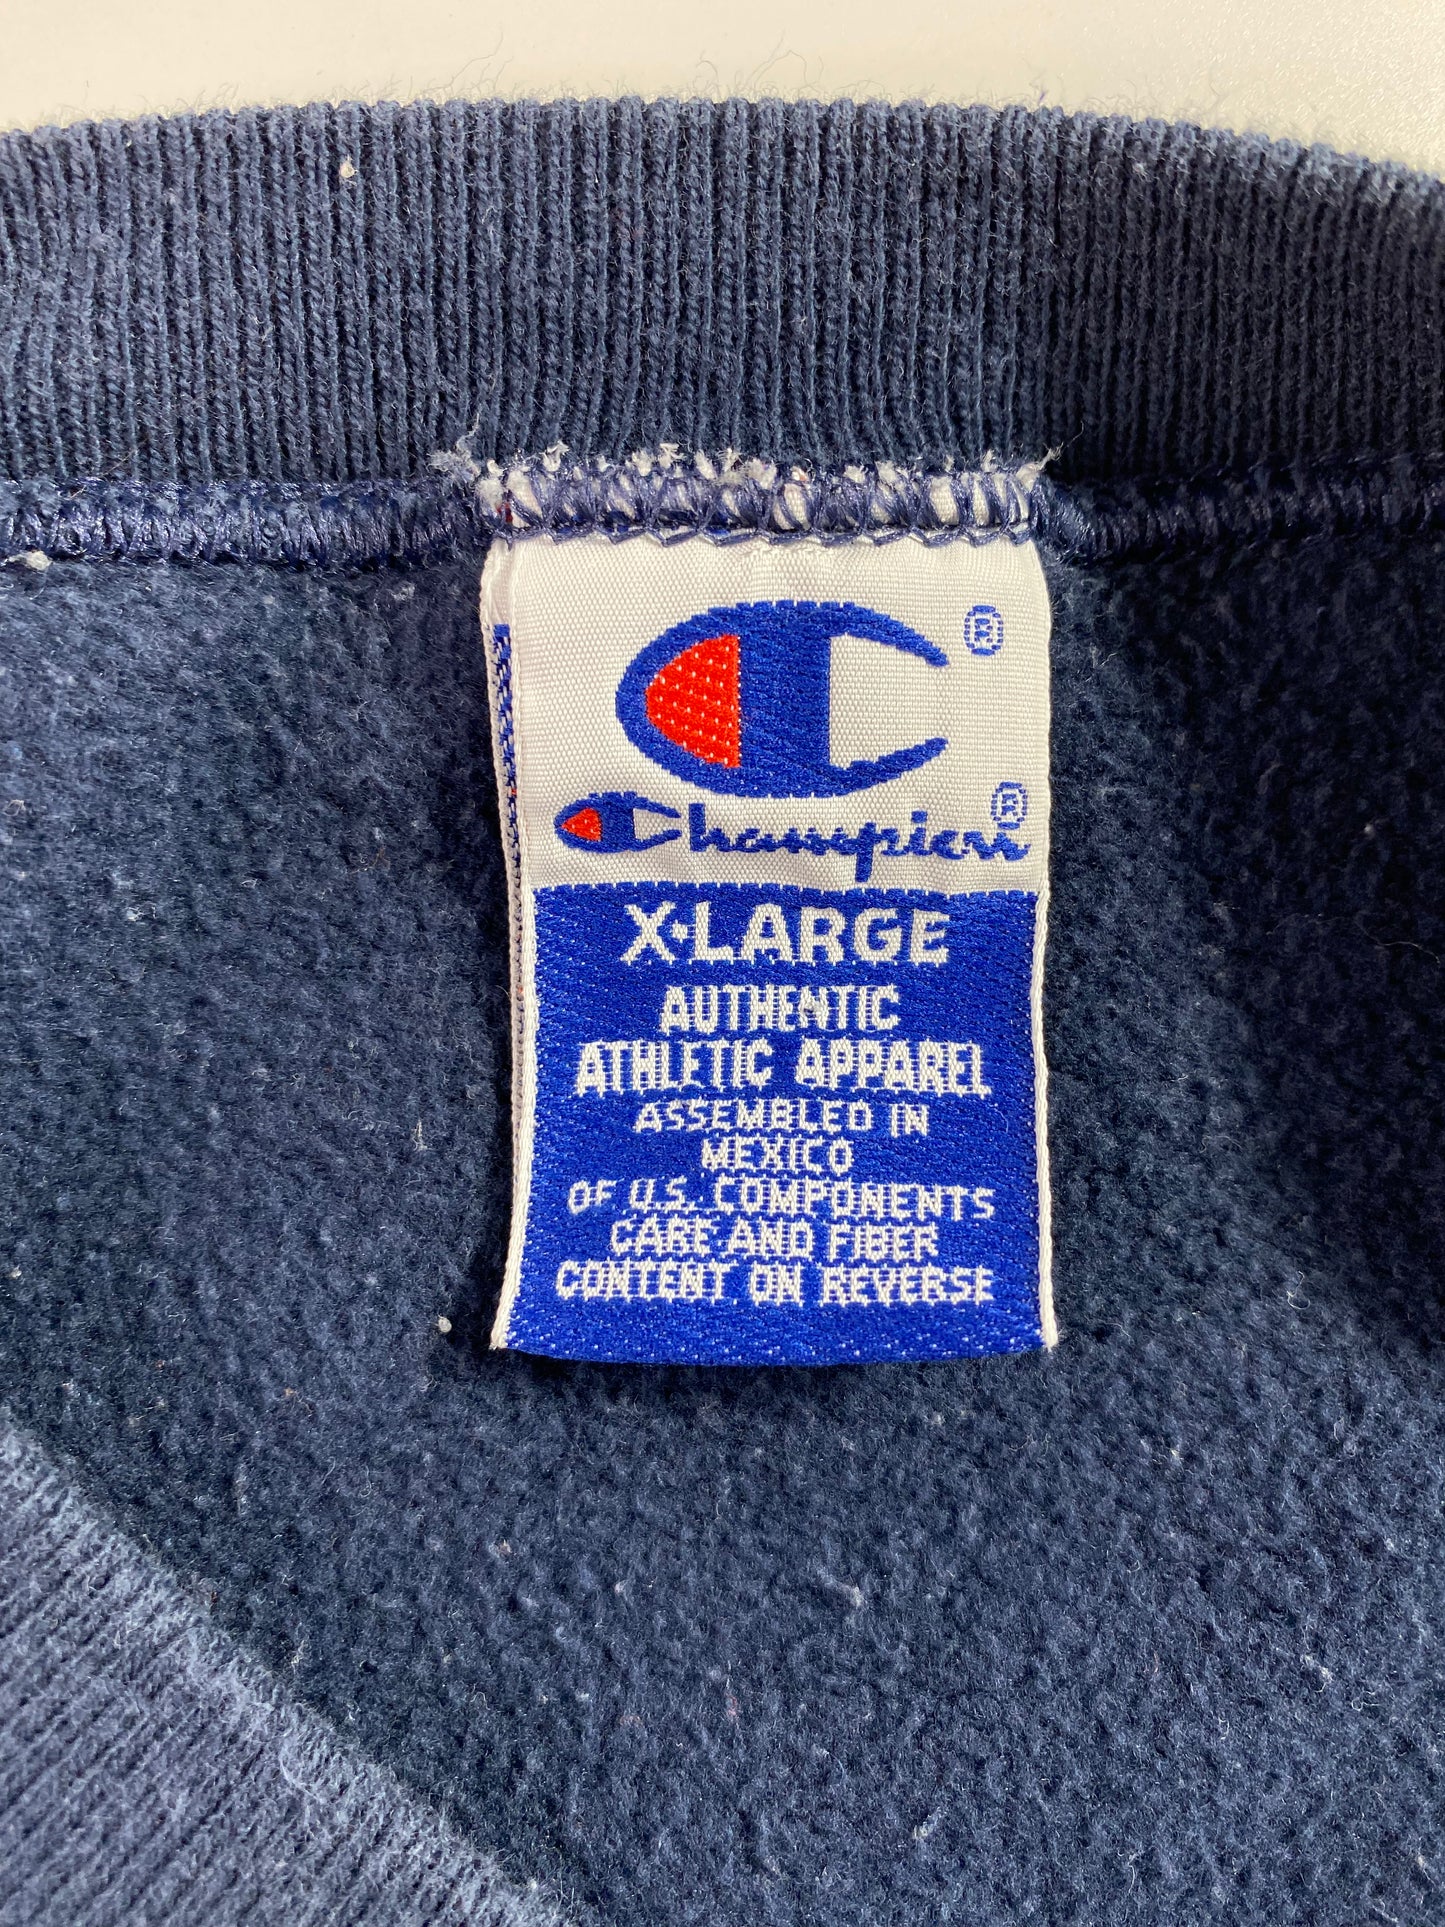 ®
Champion®
X-LARGE
AUTHENTIC
ATHLETIC APPAREL
ASSEMBLED IN
MEXICO
OF U.S. COMPONENTS
CARE AND FIBER
CONTENT ON REVERSE